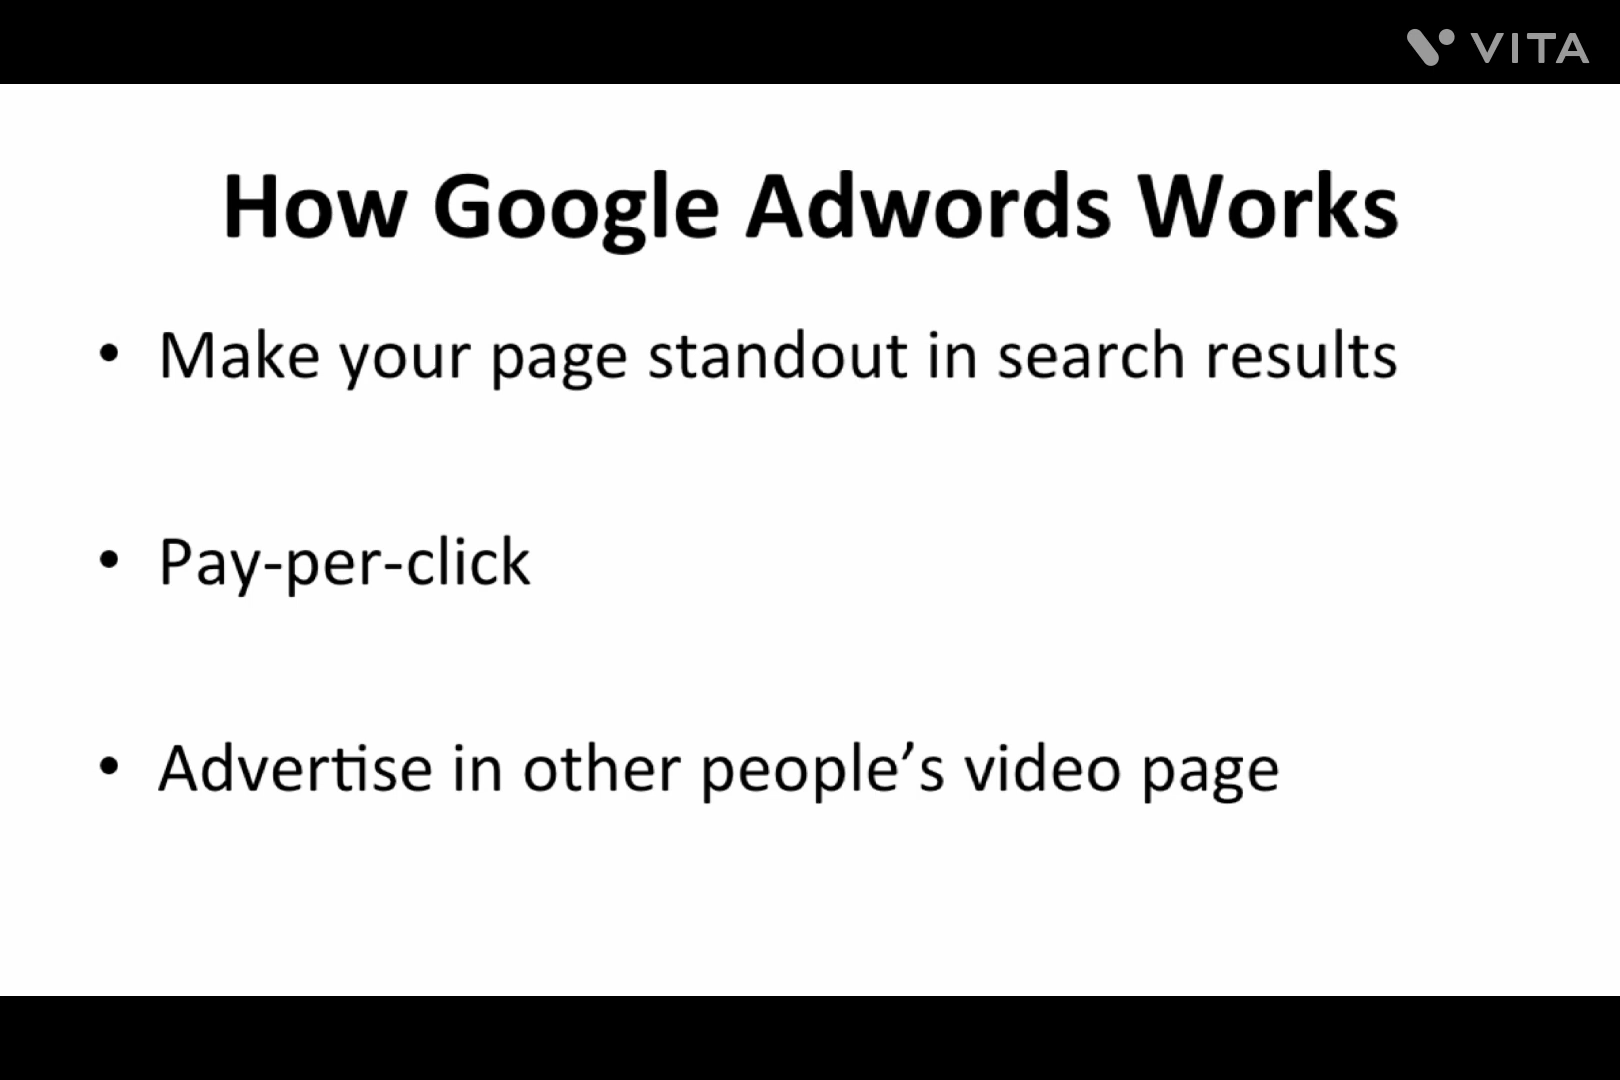 VITA
How Google Adwords Works
• Make your page standout in search results
• Pay-per-click
• Advertise in other people’s video page